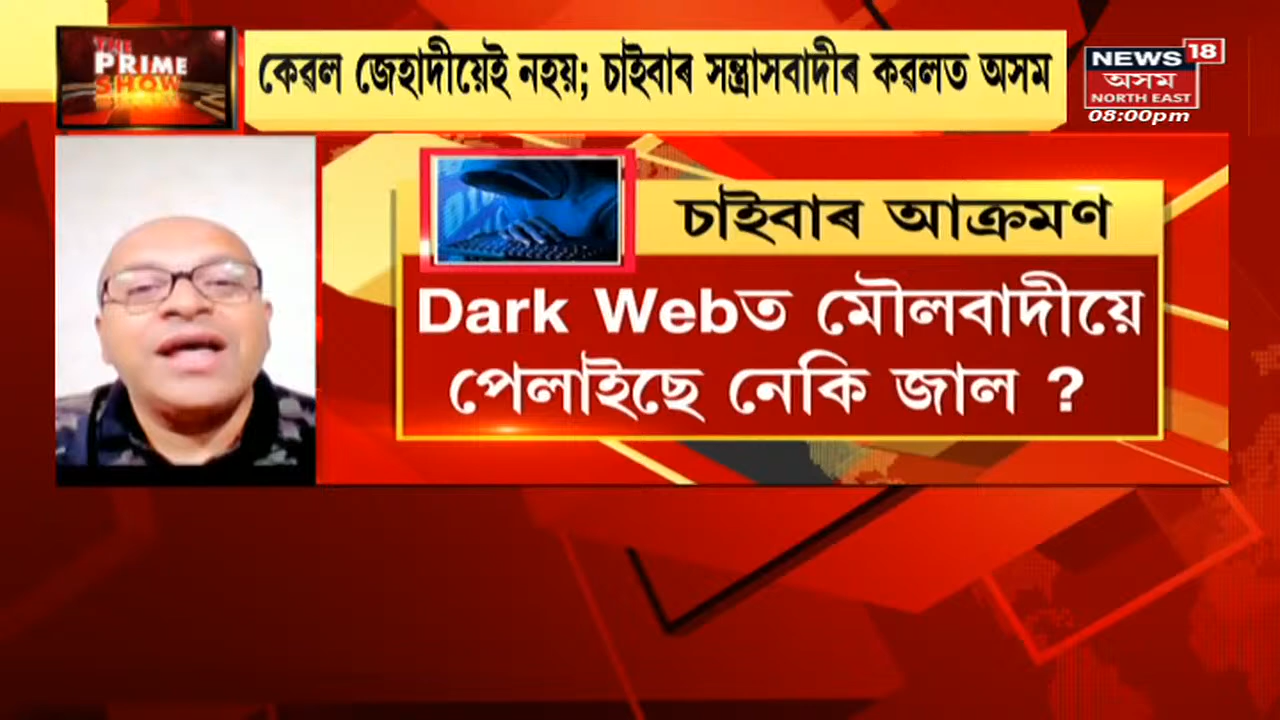 THE
PRIME
SHOW
কেৱল জেহাদীয়েই নহয়; চাইবাৰ সন্ত্ৰাসবাদীৰ কৱলত অসম
NEWS 18
অসম
NORTH EAST
08:00pm
চাইবাৰ আক্ৰমণ
Dark Webত মৌলবাদীয়ে
পেলাইছে নেকি জাল ?